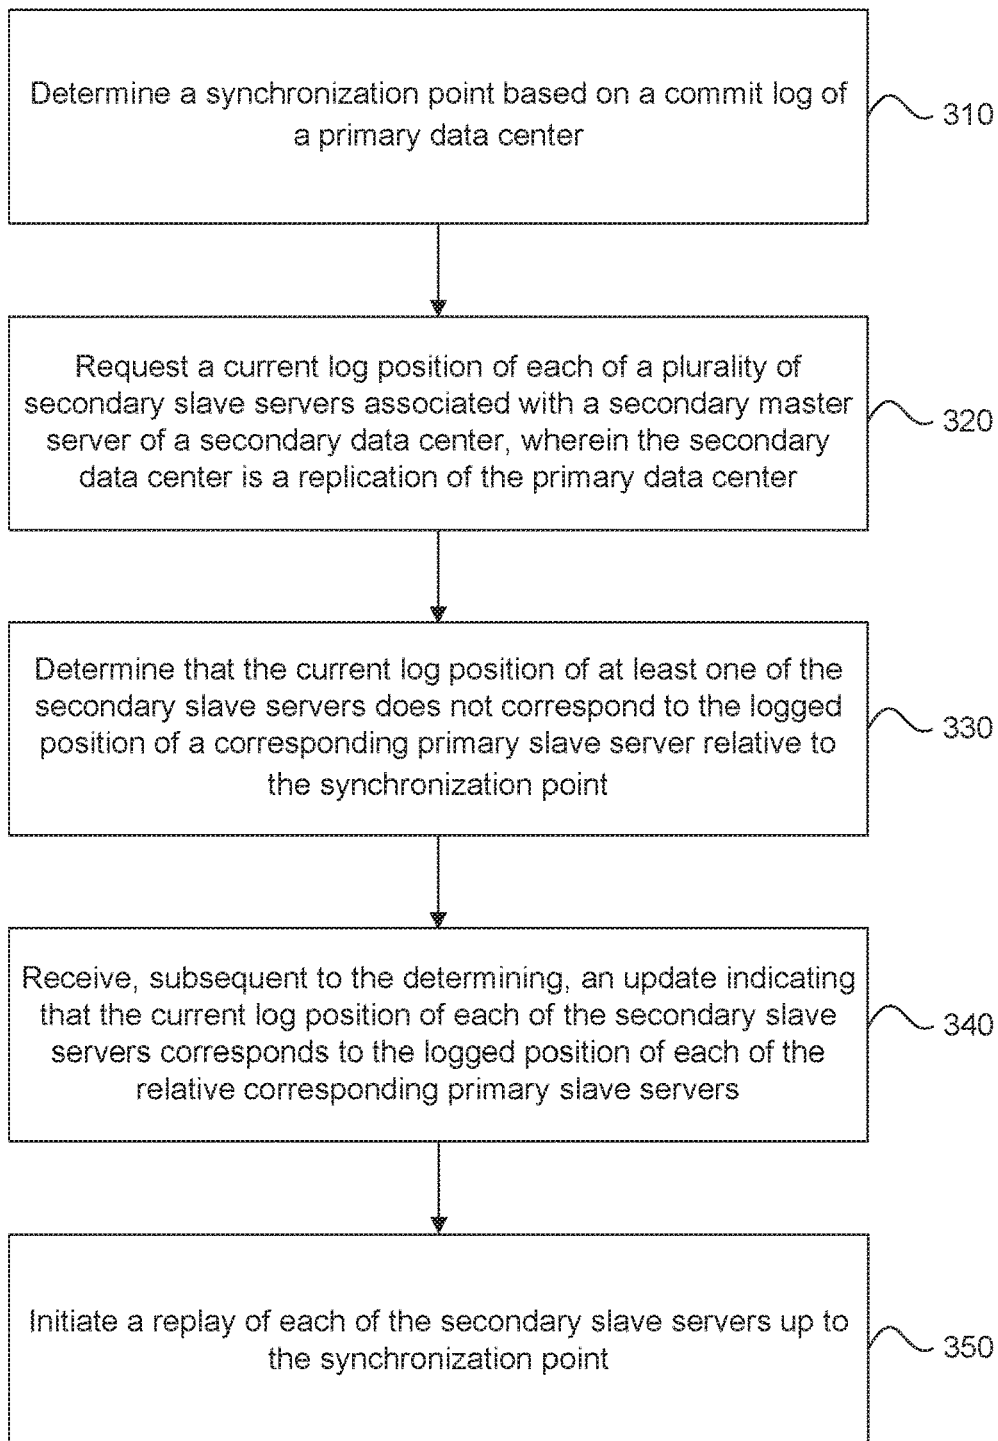 Determine a synchronization point based on a commit log of
a primary data center
310
Request a current log position of each of a plurality of
secondary slave servers associated with a secondary master
server of a secondary data center, wherein the secondary
data center is a replication of the primary data center
320
Determine that the current log position of at least one of the
secondary slave servers does not correspond to the logged
position of a corresponding primary slave server relative to
the synchronization point
330
Receive, subsequent to the determining, an update indicating
that the current log position of each of the secondary slave
servers corresponds to the logged position of each of the
relative corresponding primary slave servers
340
Initiate a replay of each of the secondary slave servers up to
the synchronization point
350